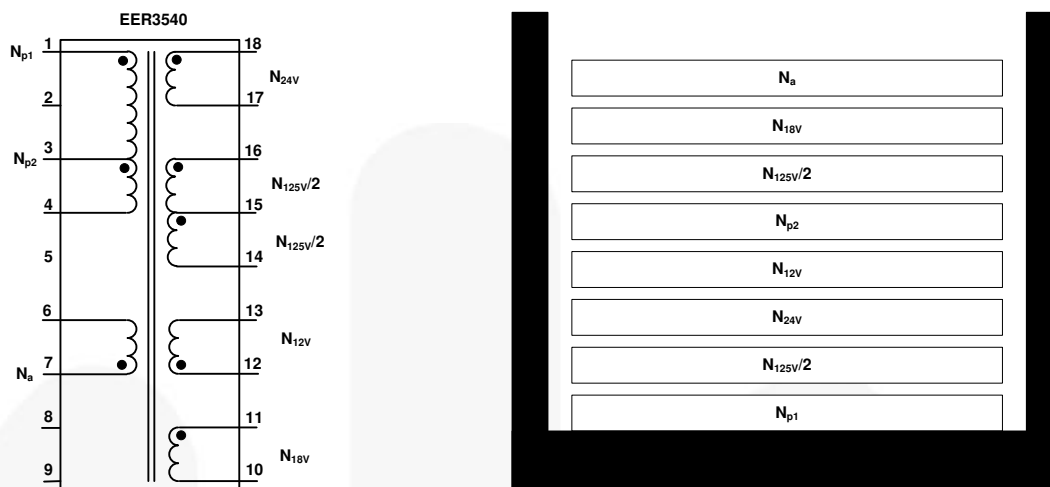 EER3540
1 18
Np1
N24V
2 17
3 16
Np2
N125V/2
4 15
N125V/2
5 14
6 13
N12V
7 12
Na
8 11
N18V
9 10
Na
N18V
N125V/2
Np2
N12V
N24V
N125V/2
Np1